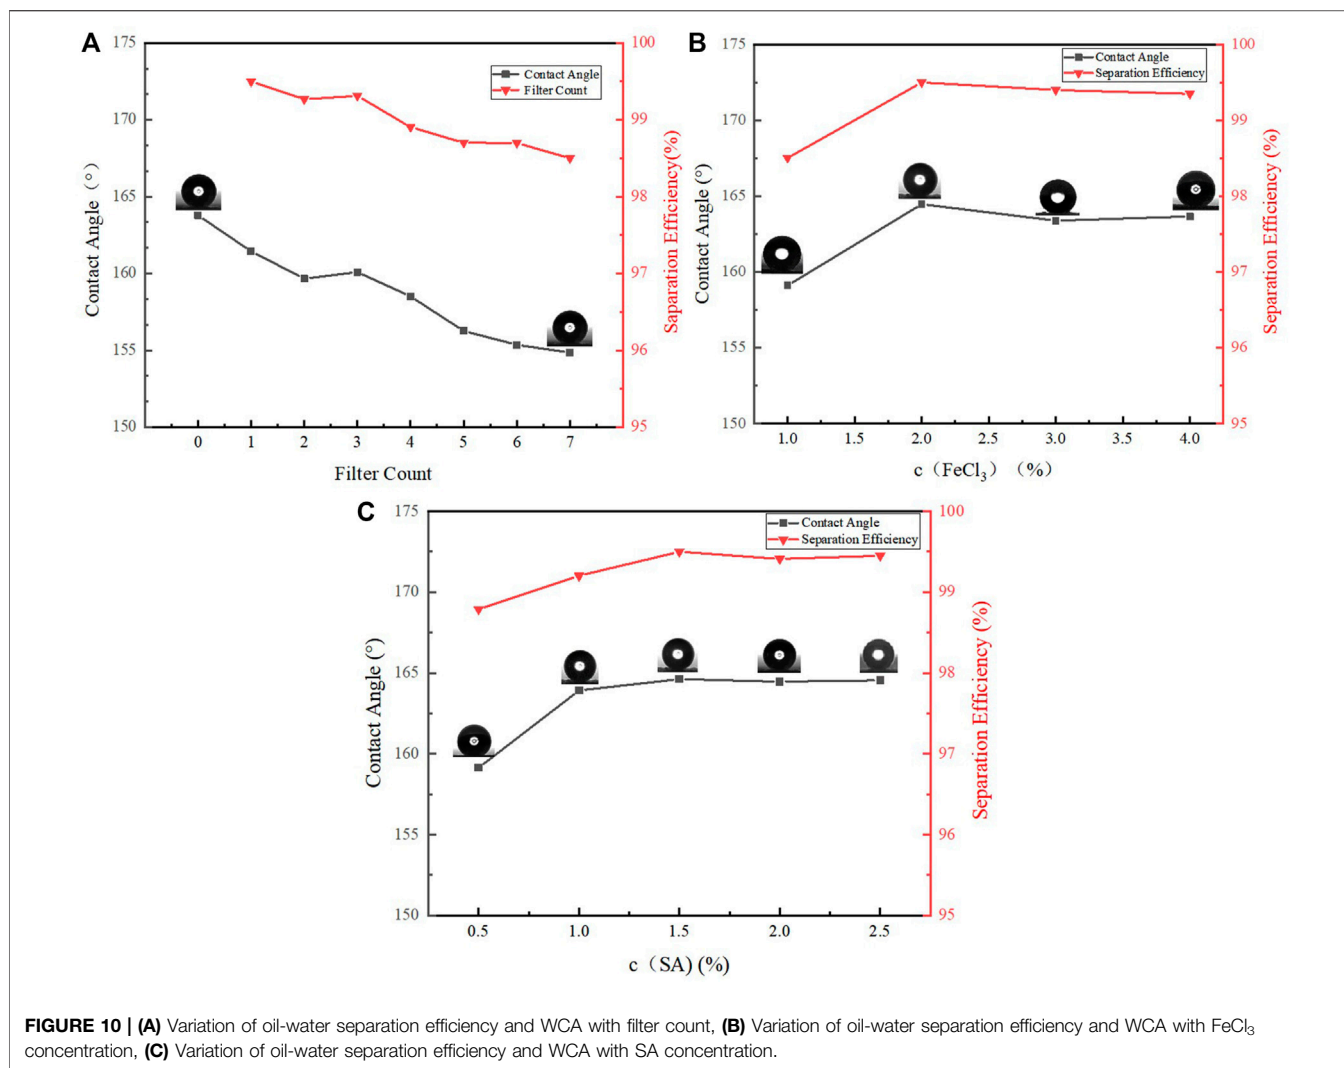 A
175
170
165
160
155
150
Contact Angle (°)
100
99
98
97
96
95
Saparation Efficiency(%)
Contact Angle
Filter Count
0 1 2 3 4 5 6 7
Filter Count
B
175
170
165
160
155
150
Contact Angle (°)
100
99
98
97
96
95
Separation Efficiency (%)
Contact Angle
Separation Efficiency
1.0 1.5 2.0 2.5 3.0 3.5 4.0
c（FeCl₃）（%）
C
175
170
165
160
155
150
Contact Angle (°)
100
99
98
97
96
95
Separation Efficiency (%)
Contact Angle
Separation Efficiency
0.5 1.0 1.5 2.0 2.5
c（SA) (%)
FIGURE 10 | (A) Variation of oil-water separation efficiency and WCA with filter count, (B) Variation of oil-water separation efficiency and WCA with FeCl₃
concentration, (C) Variation of oil-water separation efficiency and WCA with SA concentration.